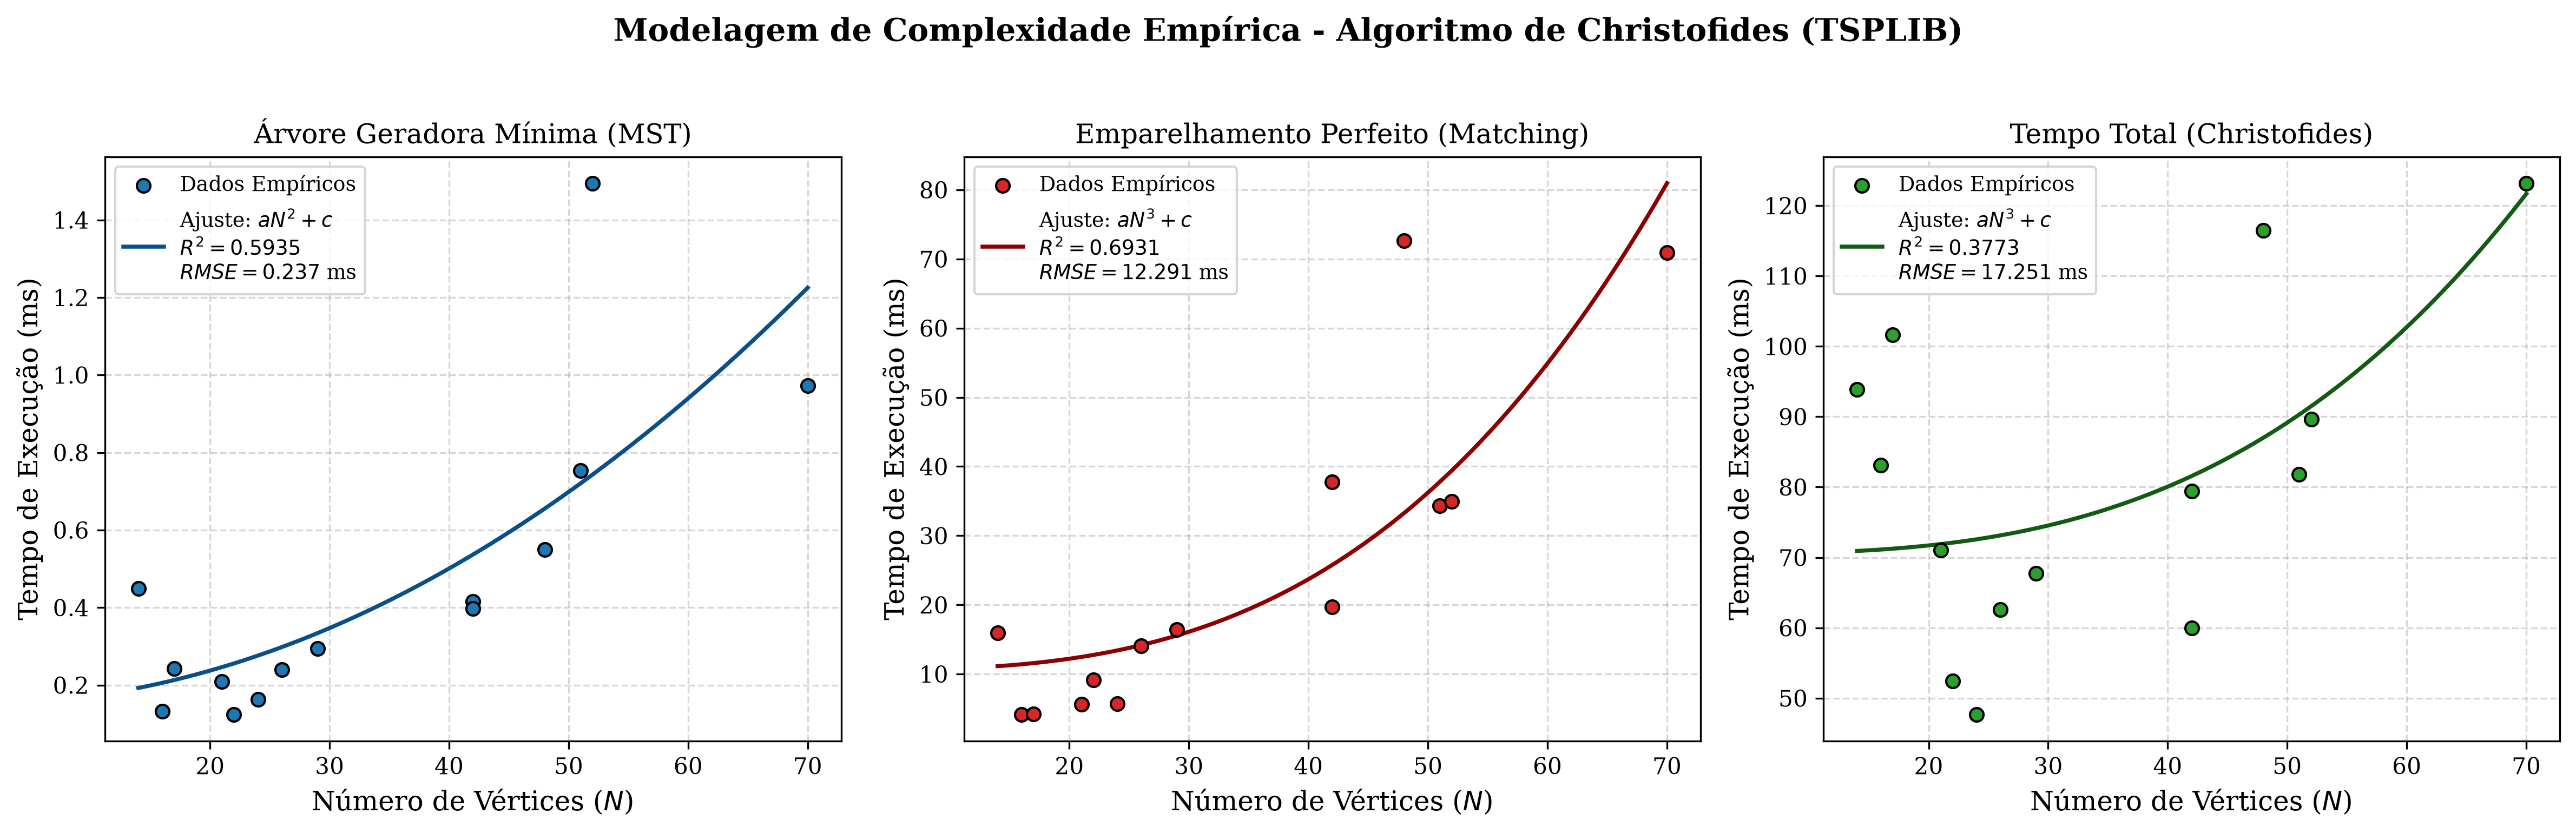 Modelagem de Complexidade Empírica - Algoritmo de Christofides (TSPLIB)
Árvore Geradora Mínima (MST)
Dados Empíricos
Ajuste: aN² + c
R² = 0.5935
RMSE = 0.237 ms
Tempo de Execução (ms)
1.4
1.2
1.0
0.8
0.6
0.4
0.2
20 30 40 50 60 70
Número de Vértices (N)
Emparelhamento Perfeito (Matching)
Dados Empíricos
Ajuste: aN³ + c
R² = 0.6931
RMSE = 12.291 ms
Tempo de Execução (ms)
80
70
60
50
40
30
20
10
20 30 40 50 60 70
Número de Vértices (N)
Tempo Total (Christofides)
Dados Empíricos
Ajuste: aN³ + c
R² = 0.3773
RMSE = 17.251 ms
Tempo de Execução (ms)
120
110
100
90
80
70
60
50
20 30 40 50 60 70
Número de Vértices (N)